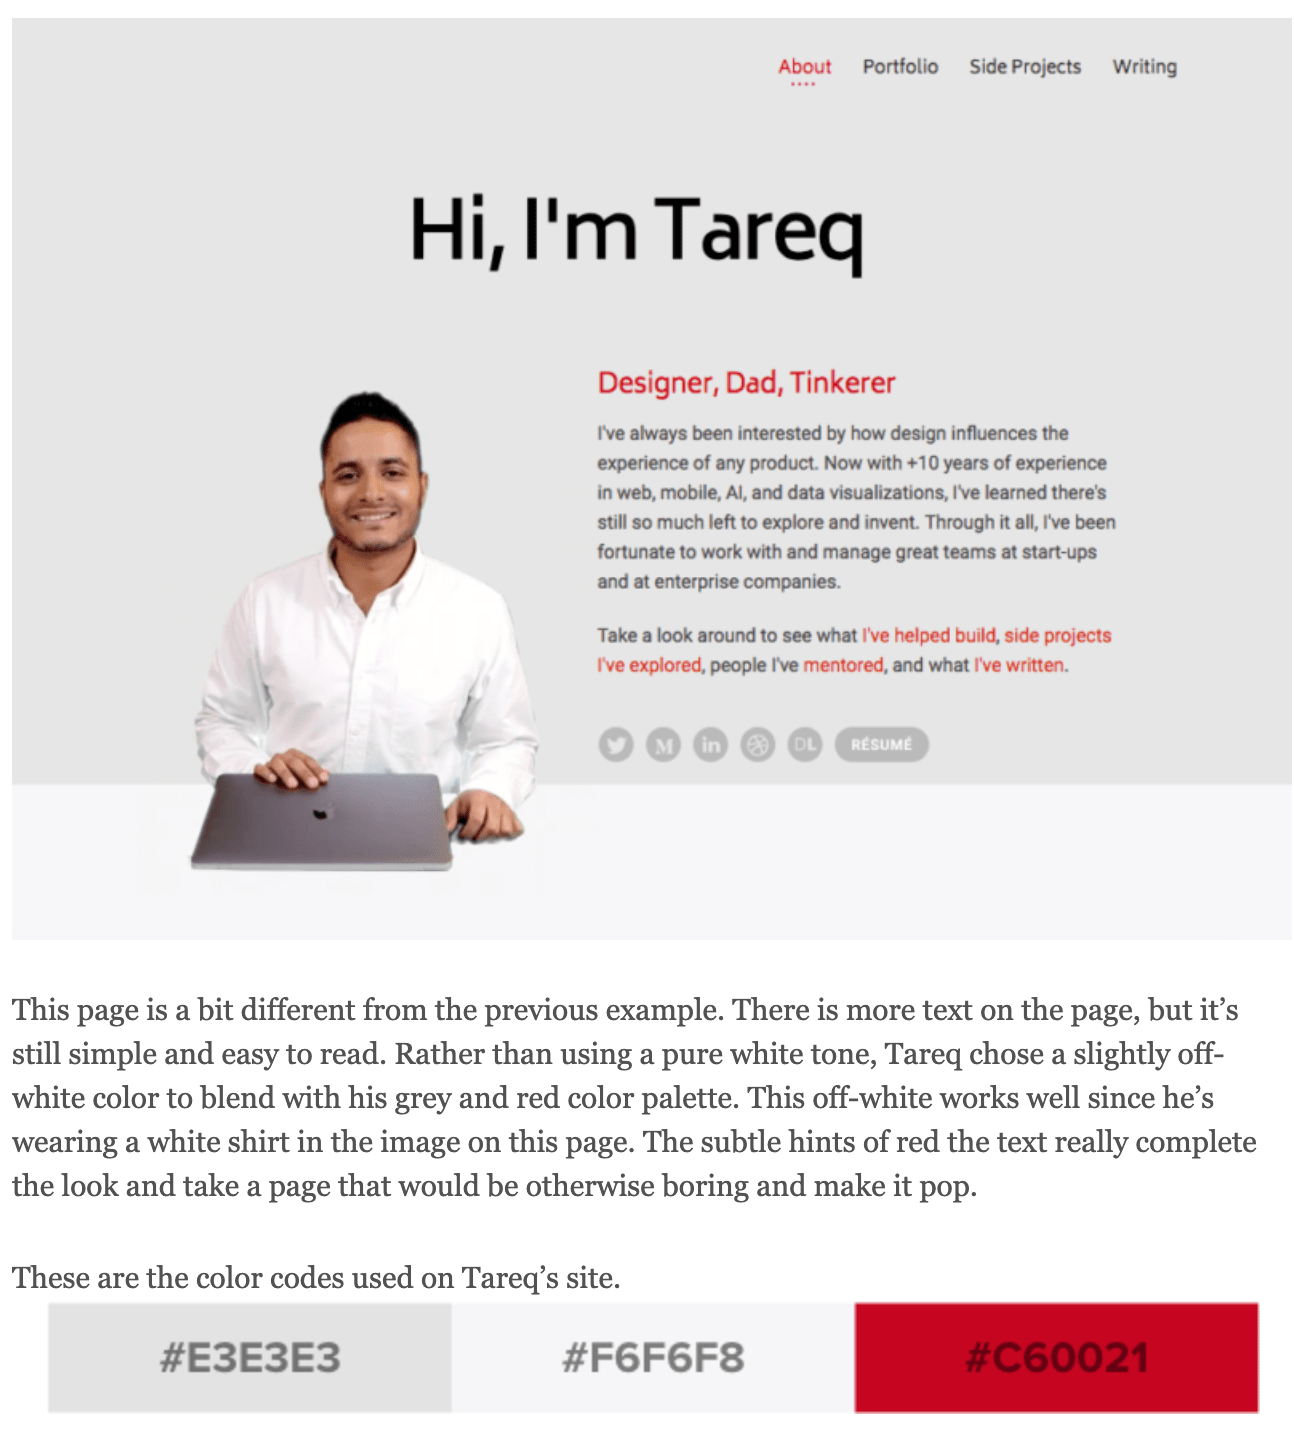 About Portfolio Side Projects Writing
Hi, I'm Tareq
Designer, Dad, Tinkerer
I've always been interested by how design influences the
experience of any product. Now with +10 years of experience
in web, mobile, AI, and data visualizations, I've learned there's
still so much left to explore and invent. Through it all, I've been
fortunate to work with and manage great teams at start-ups
and at enterprise companies.
Take a look around to see what I've helped build, side projects
I've explored, people I've mentored, and what I've written.
M in DL RÉSUMÉ
This page is a bit different from the previous example. There is more text on the page, but it’s
still simple and easy to read. Rather than using a pure white tone, Tareq chose a slightly off-
white color to blend with his grey and red color palette. This off-white works well since he’s
wearing a white shirt in the image on this page. The subtle hints of red the text really complete
the look and take a page that would be otherwise boring and make it pop.
These are the color codes used on Tareq’s site.
#E3E3E3 #F6F6F8 #C60021